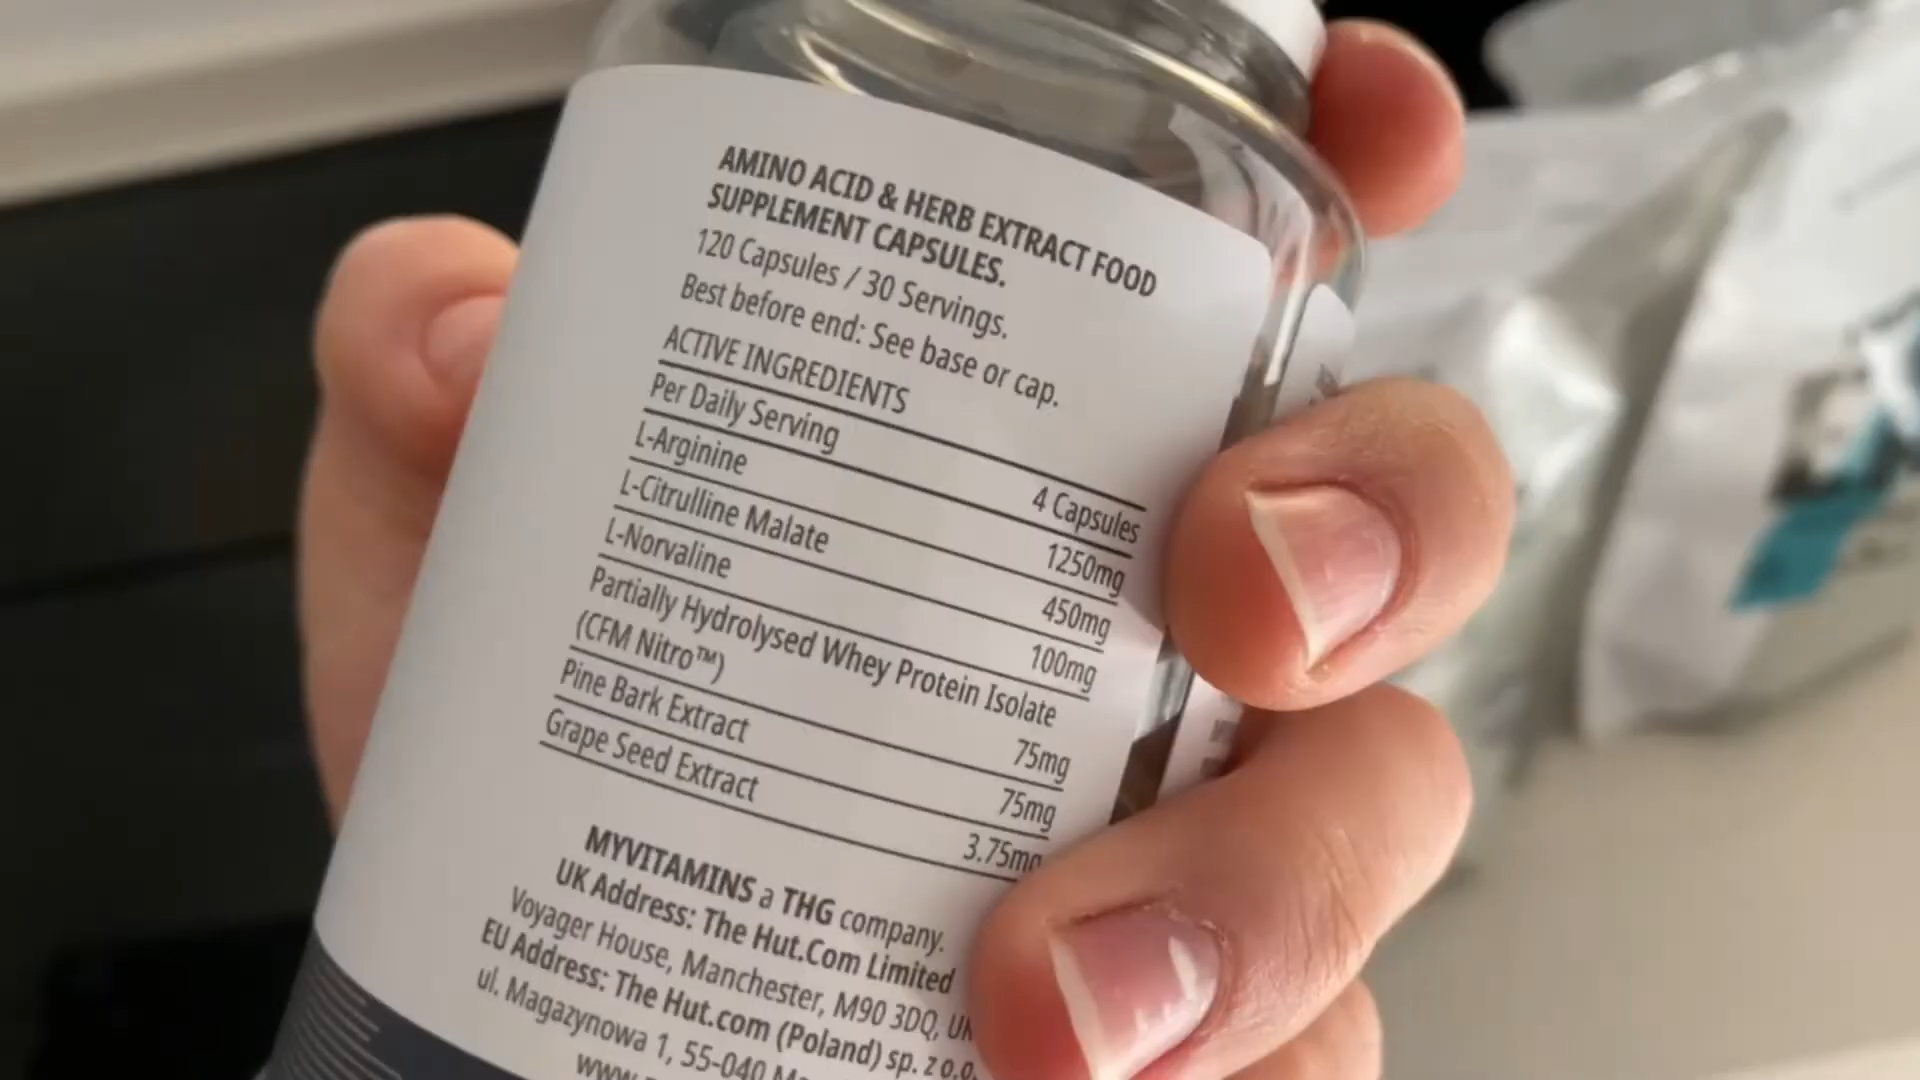 AMINO ACID & HERB EXTRACT FOOD
SUPPLEMENT CAPSULES.
120 Capsules / 30 Servings.
Best before end: See base or cap.
ACTIVE INGREDIENTS
Per Daily Serving 4 Capsules
L-Arginine 1250mg
L-Citrulline Malate 450mg
L-Norvaline 100mg
Partially Hydrolysed Whey Protein Isolate
(CFM Nitro™) 75mg
Pine Bark Extract 75mg
Grape Seed Extract 3.75mg
MYVITAMINS a THG company.
UK Address: The Hut.Com Limited
Voyager House, Manchester, M90 3DQ, UK
EU Address: The Hut.com (Poland) sp. z o.o.
ul. Magazynowa 1, 55-040